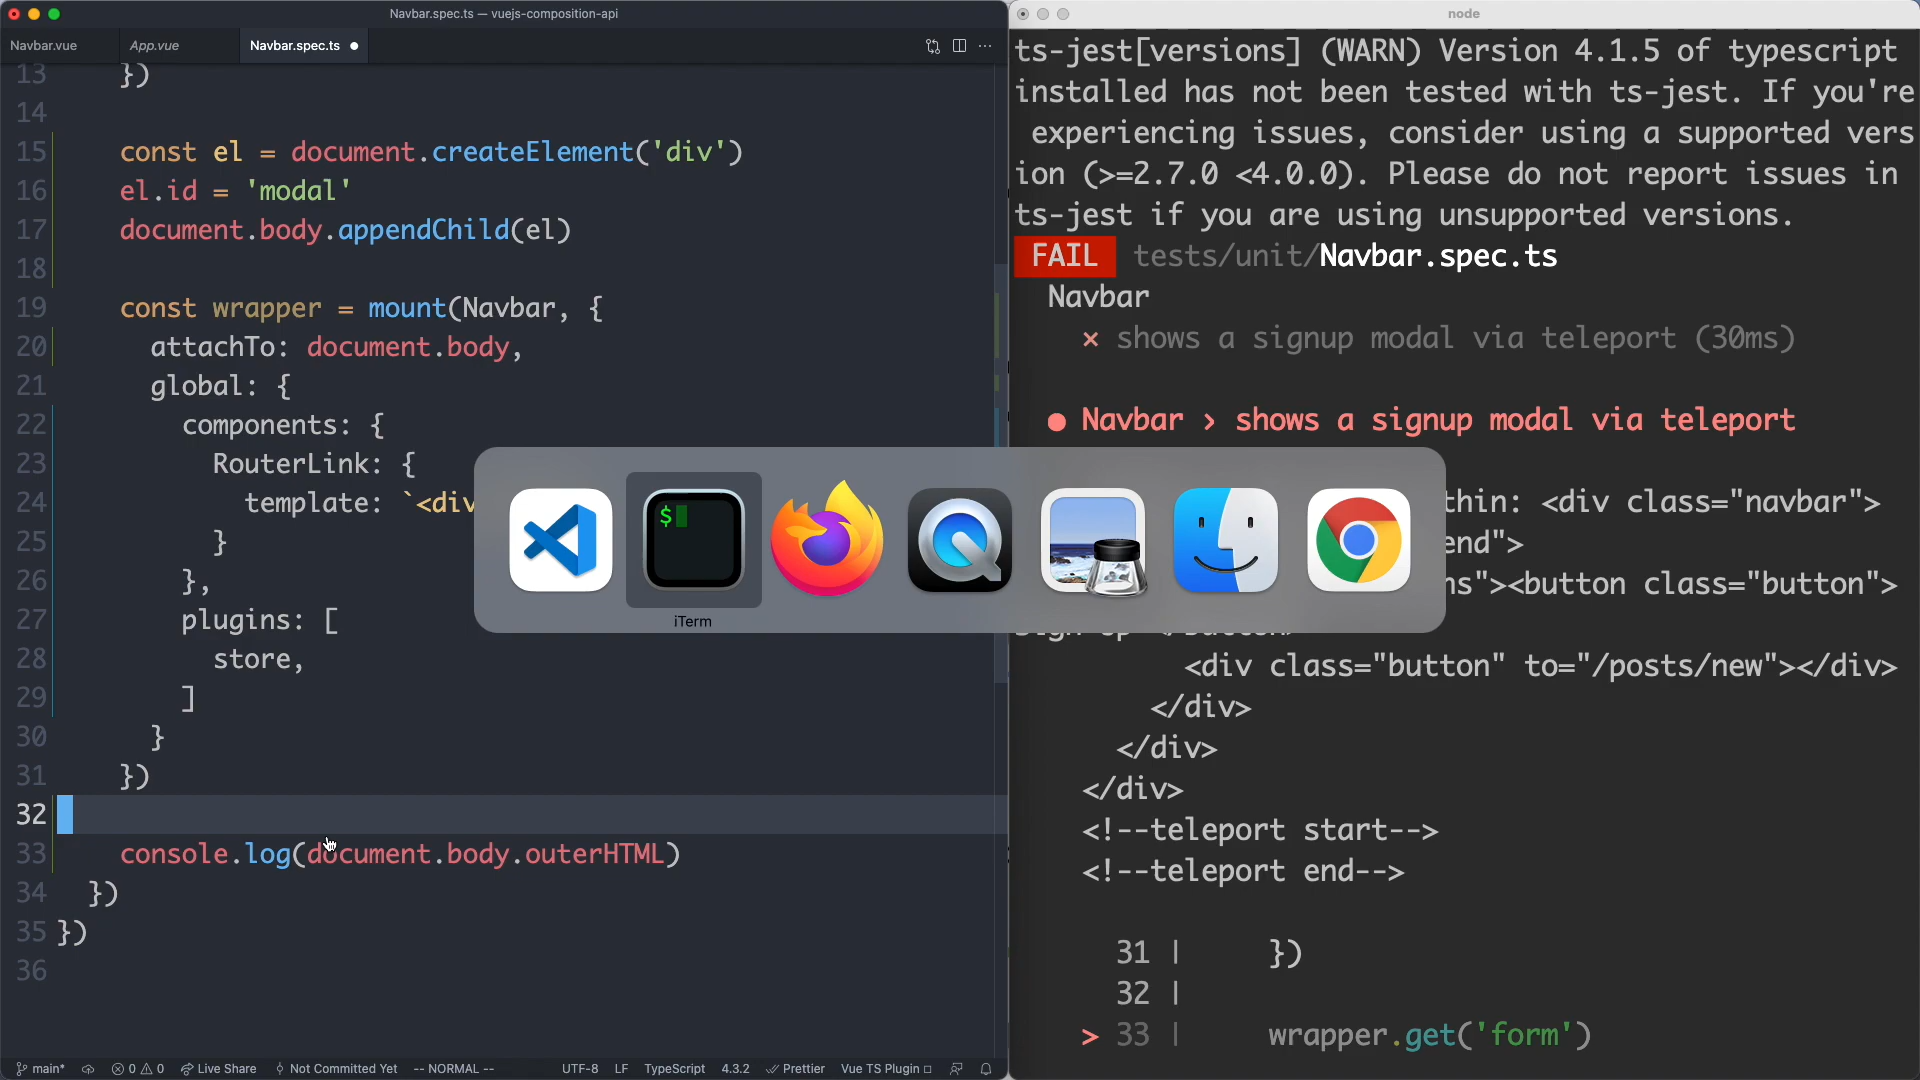 Navbar.spec.ts — vuejs-composition-api
node
Navbar.vue
App.vue
Navbar.spec.ts
13 })
14
15 const el = document.createElement('div')
16 el.id = 'modal'
17 document.body.appendChild(el)
18
19 const wrapper = mount(Navbar, {
20 attachTo: document.body,
21 global: {
22 components: {
23 RouterLink: {
24 template: `<div
25 }
26 },
27 plugins: [
28 store,
29 ]
30 }
31 })
32
33 console.log(document.body.outerHTML)
34 })
35 })
36
$
iTerm
main*
0
0
Live Share
Not Committed Yet
-- NORMAL --
UTF-8
LF
TypeScript
4.3.2
Prettier
Vue TS Plugin
ts-jest[versions] (WARN) Version 4.1.5 of typescript
installed has not been tested with ts-jest. If you're
experiencing issues, consider using a supported vers
ion (>=2.7.0 <4.0.0). Please do not report issues in
ts-jest if you are using unsupported versions.
FAIL tests/unit/Navbar.spec.ts
Navbar
× shows a signup modal via teleport (30ms)
● Navbar › shows a signup modal via teleport
thin: <div class="navbar">
end">
ns"><button class="button">
<div class="button" to="/posts/new"></div>
</div>
</div>
</div>
<!--teleport start-->
<!--teleport end-->
31 | })
32 |
> 33 | wrapper.get('form')